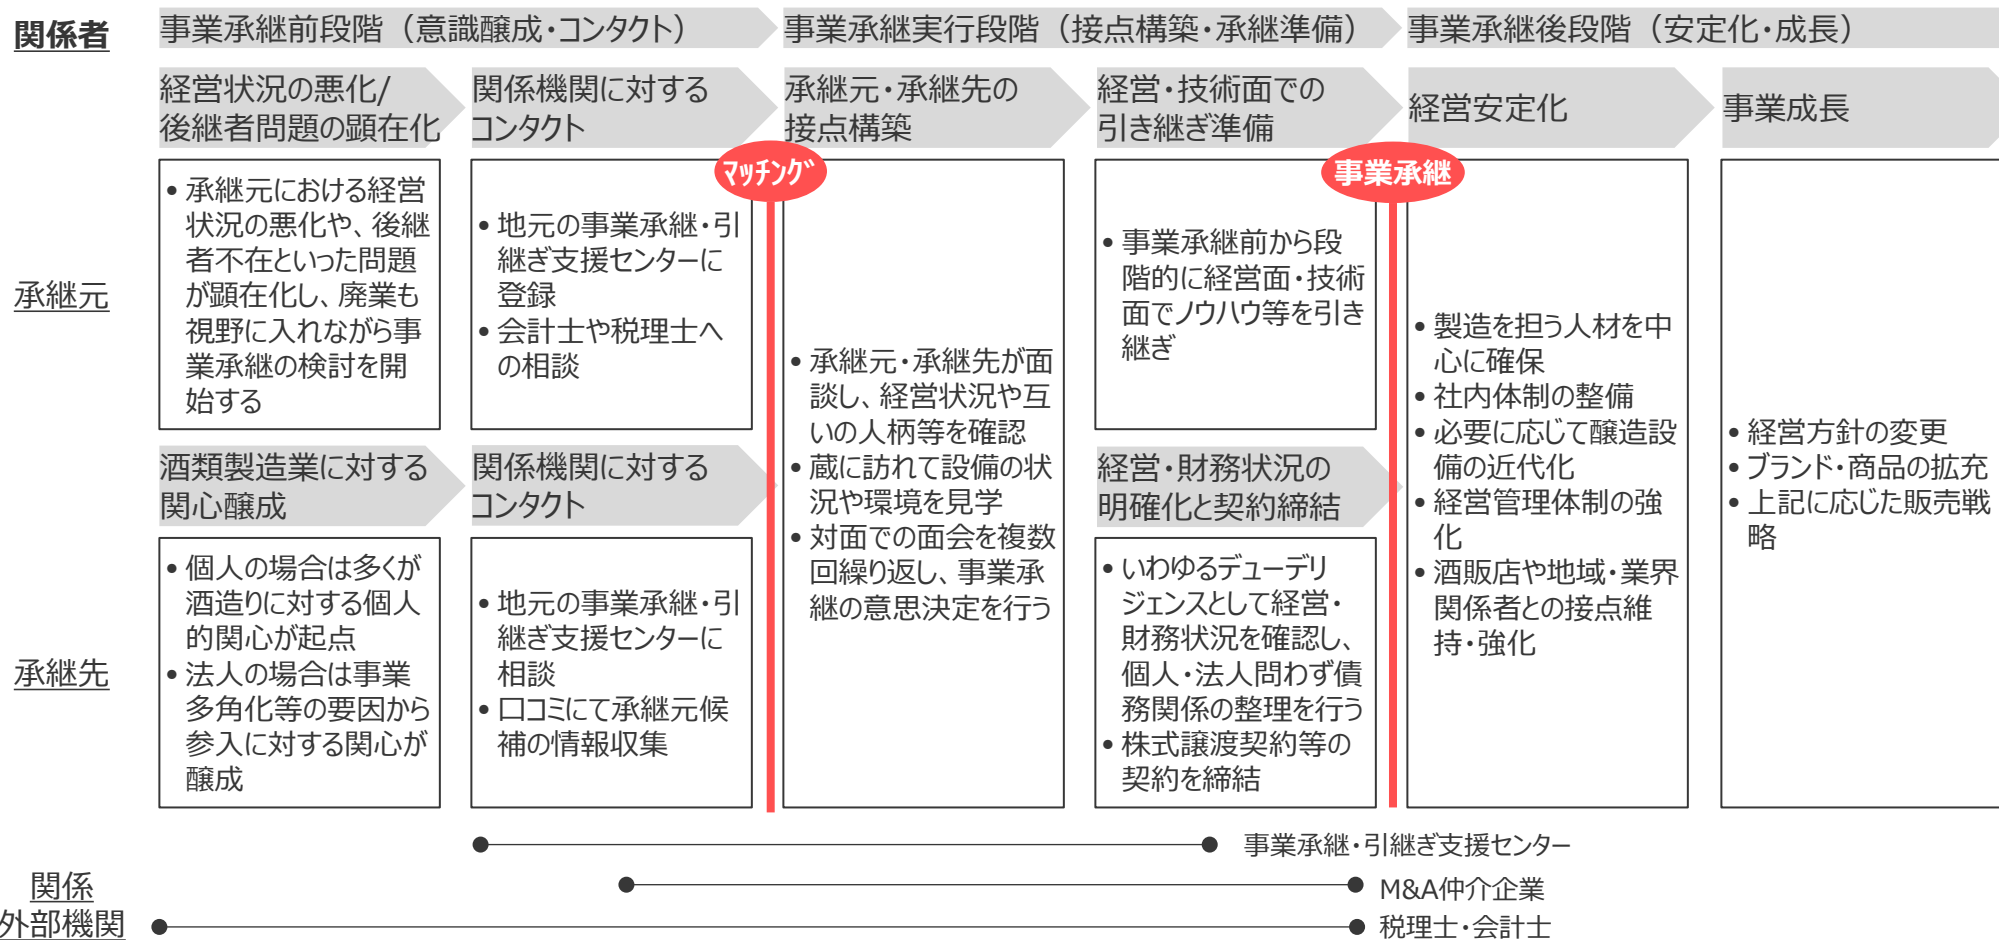 関係者
事業承継前段階（意識醸成・コンタクト）
事業承継実行段階（接点構築・承継準備）
事業承継後段階（安定化・成長）
経営状況の悪化/
後継者問題の顕在化
関係機関に対する
コンタクト
承継元・承継先の
接点構築
経営・技術面での
引き継ぎ準備
経営安定化
事業成長
マッチング
事業承継
承継元
• 承継元における経営
状況の悪化や、後継
者不在といった問題
が顕在化し、廃業も
視野に入れながら事
業承継の検討を開
始する
• 地元の事業承継・引
継ぎ支援センターに
登録
• 会計士や税理士へ
の相談
• 承継元・承継先が面
談し、経営状況や互
いの人柄等を確認
• 蔵に訪れて設備の状
況や環境を見学
• 対面での面会を複数
回繰り返し、事業承
継の意思決定を行う
• 事業承継前から段
階的に経営面・技術
面でノウハウ等を引き
継ぎ
• 製造を担う人材を中
心に確保
• 社内体制の整備
• 必要に応じて醸造設
備の近代化
• 経営管理体制の強
化
• 酒販店や地域・業界
関係者との接点維
持・強化
• 経営方針の変更
• ブランド・商品の拡充
• 上記に応じた販売戦
略
酒類製造業に対する
関心醸成
関係機関に対する
コンタクト
経営・財務状況の
明確化と契約締結
承継先
• 個人の場合は多くが
酒造りに対する個人
的関心が起点
• 法人の場合は事業
多角化等の要因から
参入に対する関心が
醸成
• 地元の事業承継・引
継ぎ支援センターに
相談
• 口コミにて承継元候
補の情報収集
• いわゆるデューデリ
ジェンスとして経営・
財務状況を確認し、
個人・法人問わず債
務関係の整理を行う
• 株式譲渡契約等の
契約を締結
関係
外部機関
事業承継・引継ぎ支援センター
M&A仲介企業
税理士・会計士